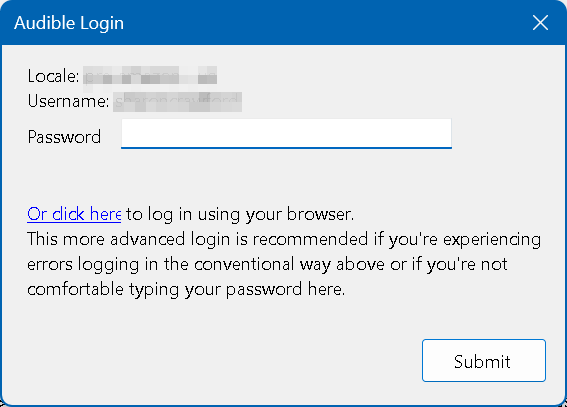 Audible Login
Locale:
Username:
Password
Or click here to log in using your browser.
This more advanced login is recommended if you're experiencing
errors logging in the conventional way above or if you're not
comfortable typing your password here.
Submit